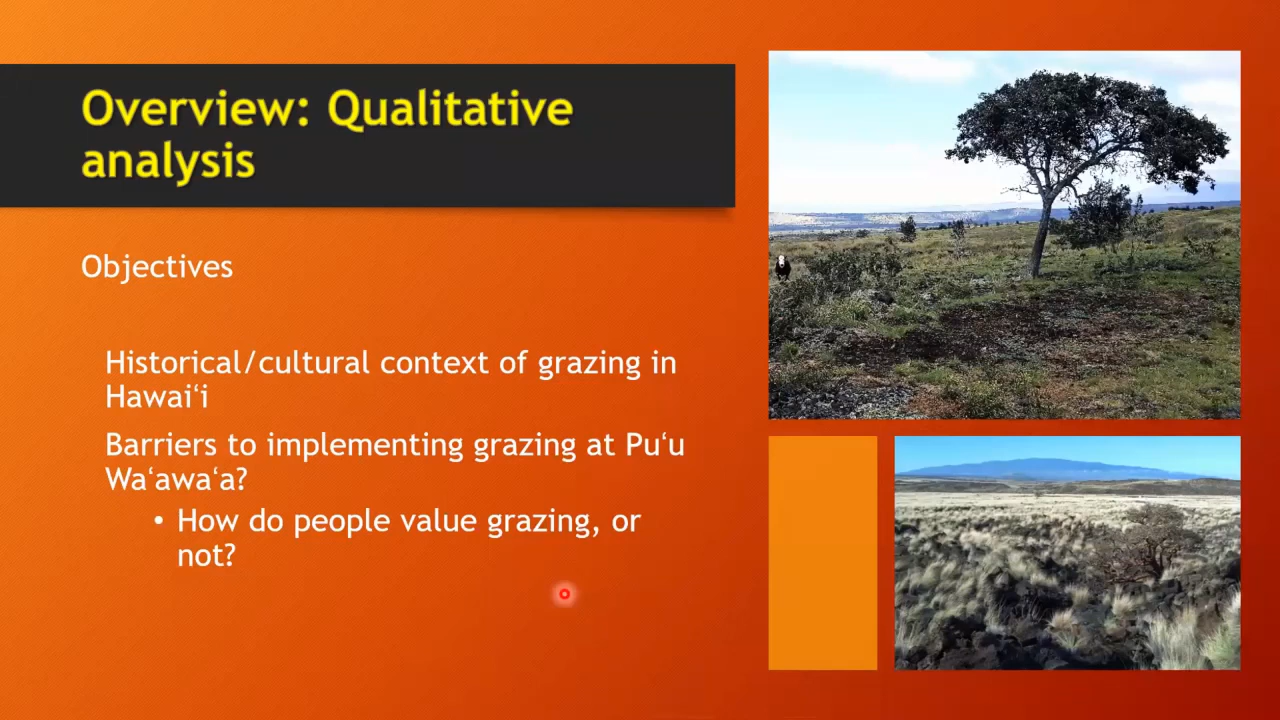 Overview: Qualitative
analysis
Objectives
Historical/cultural context of grazing in
Hawaiʻi
Barriers to implementing grazing at Puʻu
Waʻawaʻa?
• How do people value grazing, or
not?